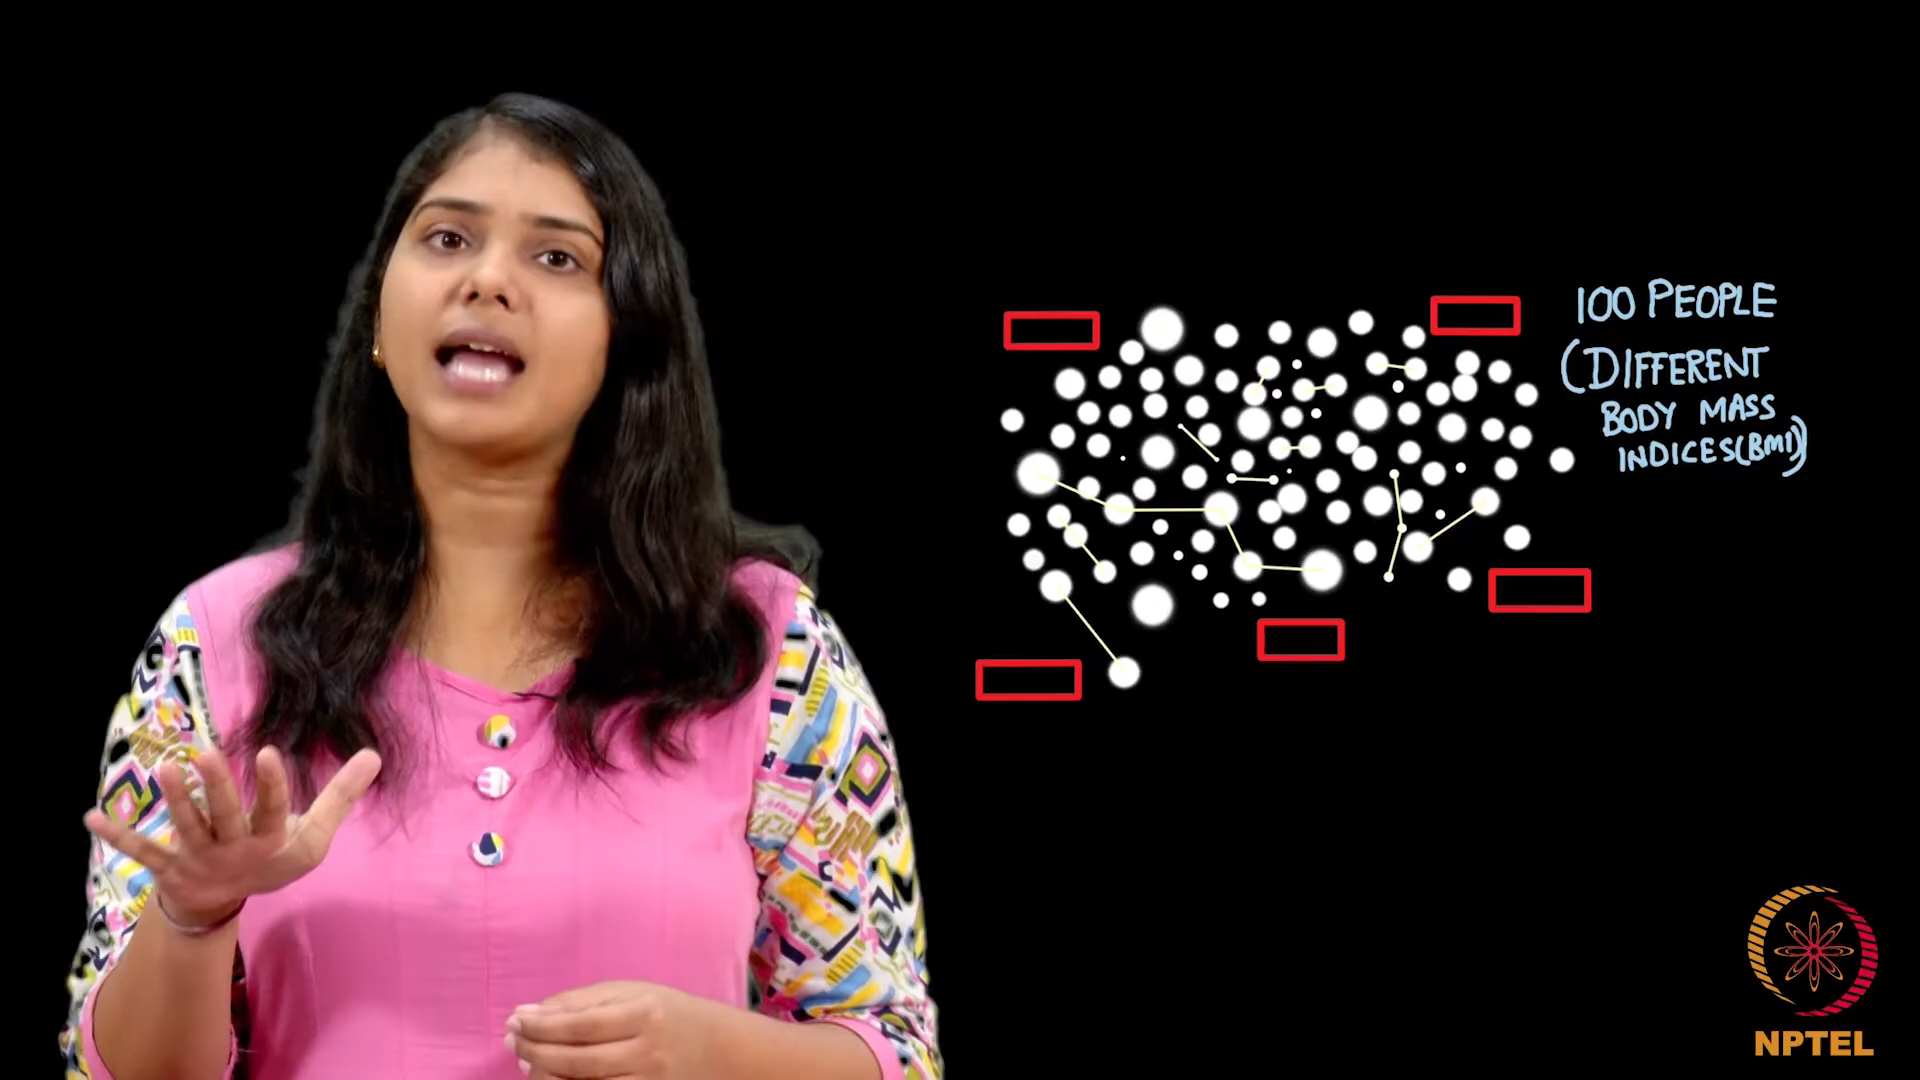 100 PEOPLE
(DIFFERENT
BODY MASS
INDICES(BMI))
NPTEL